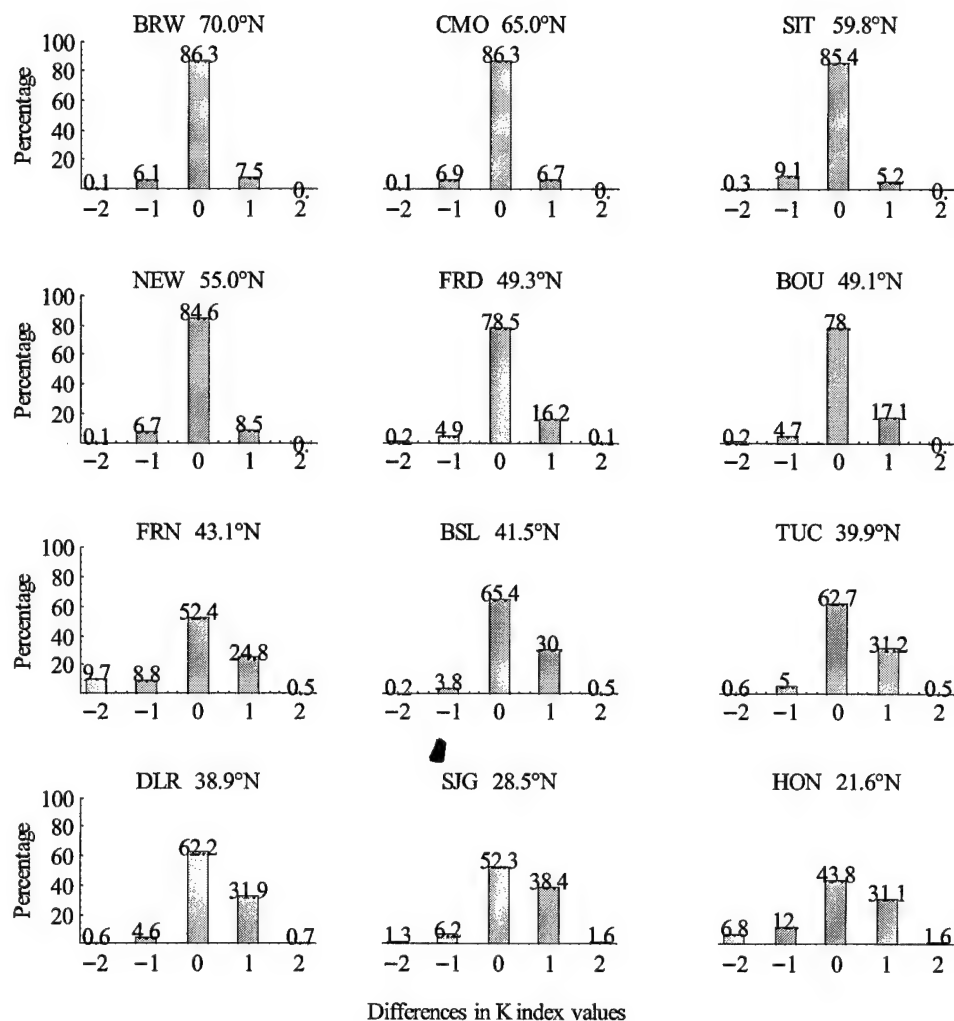 BRW 70.0°N
Percentage
100
80
60
40
20
0.1
6.1
86.3
7.5
0.
−2 −1 0 1 2
CMO 65.0°N
0.1
6.9
86.3
6.7
0.
−2 −1 0 1 2
SIT 59.8°N
0.3
9.1
85.4
5.2
0.
−2 −1 0 1 2
NEW 55.0°N
Percentage
100
80
60
40
20
0.1
6.7
84.6
8.5
0.
−2 −1 0 1 2
FRD 49.3°N
0.2
4.9
78.5
16.2
0.1
−2 −1 0 1 2
BOU 49.1°N
0.2
4.7
78
17.1
0.
−2 −1 0 1 2
FRN 43.1°N
Percentage
100
80
60
40
20
9.7
8.8
52.4
24.8
0.5
−2 −1 0 1 2
BSL 41.5°N
0.2
3.8
65.4
30
0.5
−2 −1 0 1 2
TUC 39.9°N
0.6
5
62.7
31.2
0.5
−2 −1 0 1 2
DLR 38.9°N
Percentage
100
80
60
40
20
0.6
4.6
62.2
31.9
0.7
−2 −1 0 1 2
SJG 28.5°N
1.3
6.2
52.3
38.4
1.6
−2 −1 0 1 2
HON 21.6°N
6.8
12
43.8
31.1
1.6
−2 −1 0 1 2
Differences in K index values